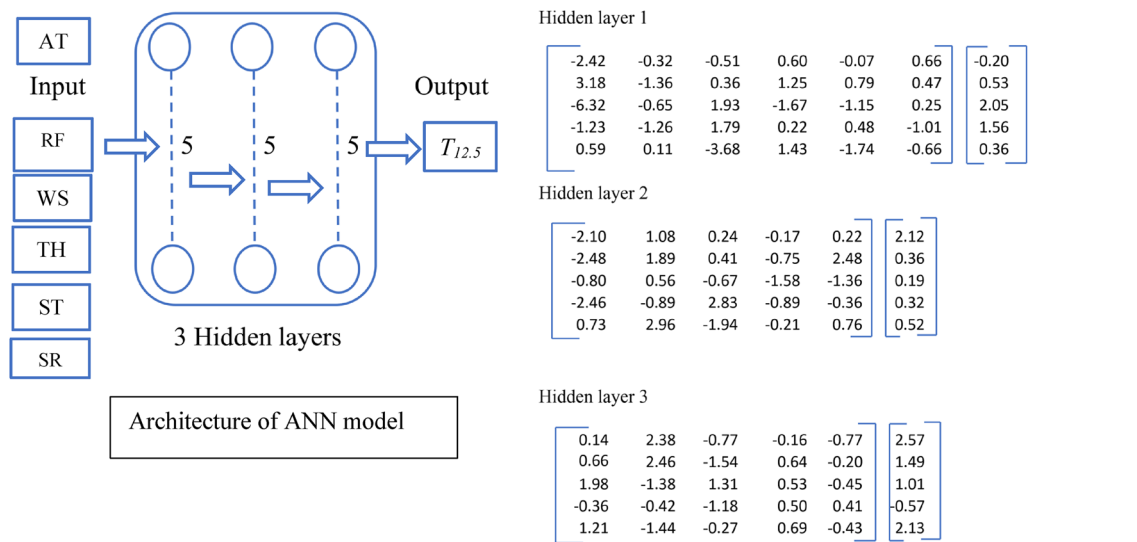 AT
Input
RF
WS
TH
ST
SR
5
5
5
Output
T12.5
3 Hidden layers
Architecture of ANN model
Hidden layer 1
-2.42 -0.32 -0.51 0.60 -0.07 0.66 -0.20
3.18 -1.36 0.36 1.25 0.79 0.47 0.53
-6.32 -0.65 1.93 -1.67 -1.15 0.25 2.05
-1.23 -1.26 1.79 0.22 0.48 -1.01 1.56
0.59 0.11 -3.68 1.43 -1.74 -0.66 0.36
Hidden layer 2
-2.10 1.08 0.24 -0.17 0.22 2.12
-2.48 1.89 0.41 -0.75 2.48 0.36
-0.80 0.56 -0.67 -1.58 -1.36 0.19
-2.46 -0.89 2.83 -0.89 -0.36 0.32
0.73 2.96 -1.94 -0.21 0.76 0.52
Hidden layer 3
0.14 2.38 -0.77 -0.16 -0.77 2.57
0.66 2.46 -1.54 0.64 -0.20 1.49
1.98 -1.38 1.31 0.53 -0.45 1.01
-0.36 -0.42 -1.18 0.50 0.41 -0.57
1.21 -1.44 -0.27 0.69 -0.43 2.13